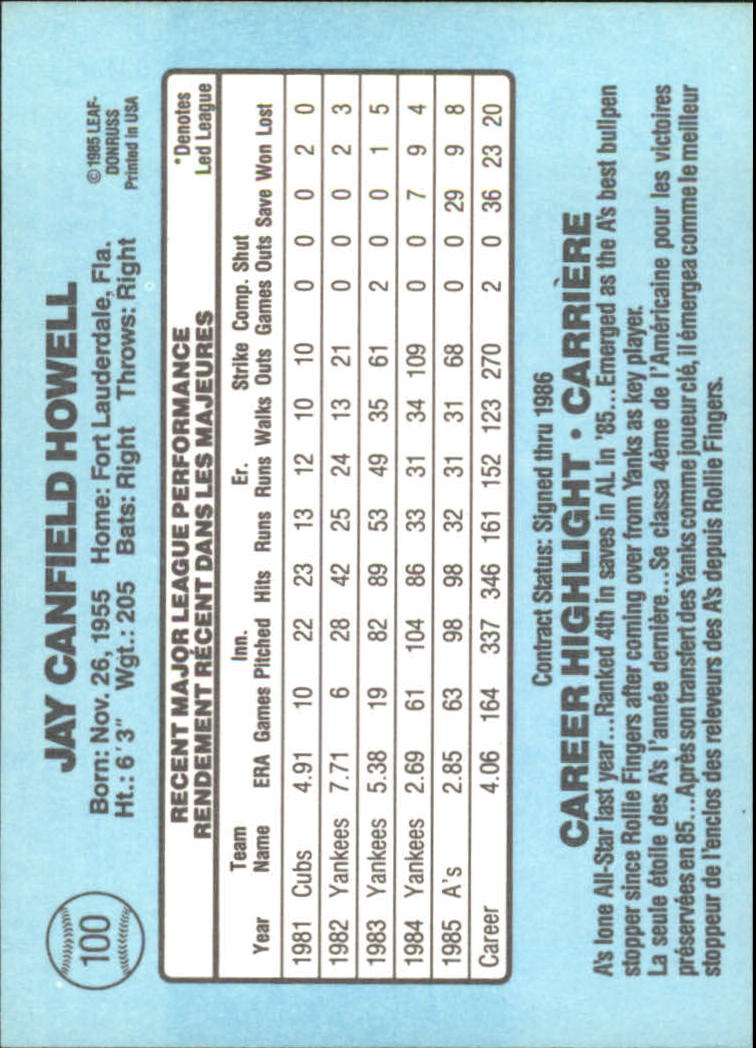 100
JAY CANFIELD HOWELL
Born: Nov. 26, 1955 Home: Fort Lauderdale, Fla.
Ht.: 6'3" Wgt.: 205 Bats: Right Throws: Right
© 1985 LEAF-
DONRUSS
Printed In USA
RECENT MAJOR LEAGUE PERFORMANCE
RENDEMENT RÉCENT DANS LES MAJEURES
*Denotes
Led League
Team Inn. Er. Strike Comp. Shut
Year Name ERA Games Pitched Hits Runs Runs Walks Outs Games Outs Save Won Lost
1981 Cubs 4.91 10 22 23 13 12 10 10 0 0 0 2 0
1982 Yankees 7.71 6 28 42 25 24 13 21 0 0 0 2 3
1983 Yankees 5.38 19 82 89 53 49 35 61 2 0 0 1 5
1984 Yankees 2.69 61 104 86 33 31 34 109 0 0 7 9 4
1985 A's 2.85 63 98 98 32 31 31 68 0 0 29 9 8
Career 4.06 164 337 346 161 152 123 270 2 0 36 23 20
Contract Status: Signed thru 1986
CAREER HIGHLIGHT • CARRIÈRE
A's lone All-Star last year...Ranked 4th in saves in AL in '85...Emerged as the A's best bullpen
stopper since Rollie Fingers after coming over from Yanks as key player.
La seule étoile des A's l'année dernière...Se classa 4ème de l'Américaine pour les victoires
préservées en 85...Après son transfert des Yanks comme joueur clé, il émergea comme le meilleur
stoppeur de l'enclos des releveurs des A's depuis Rollie Fingers.